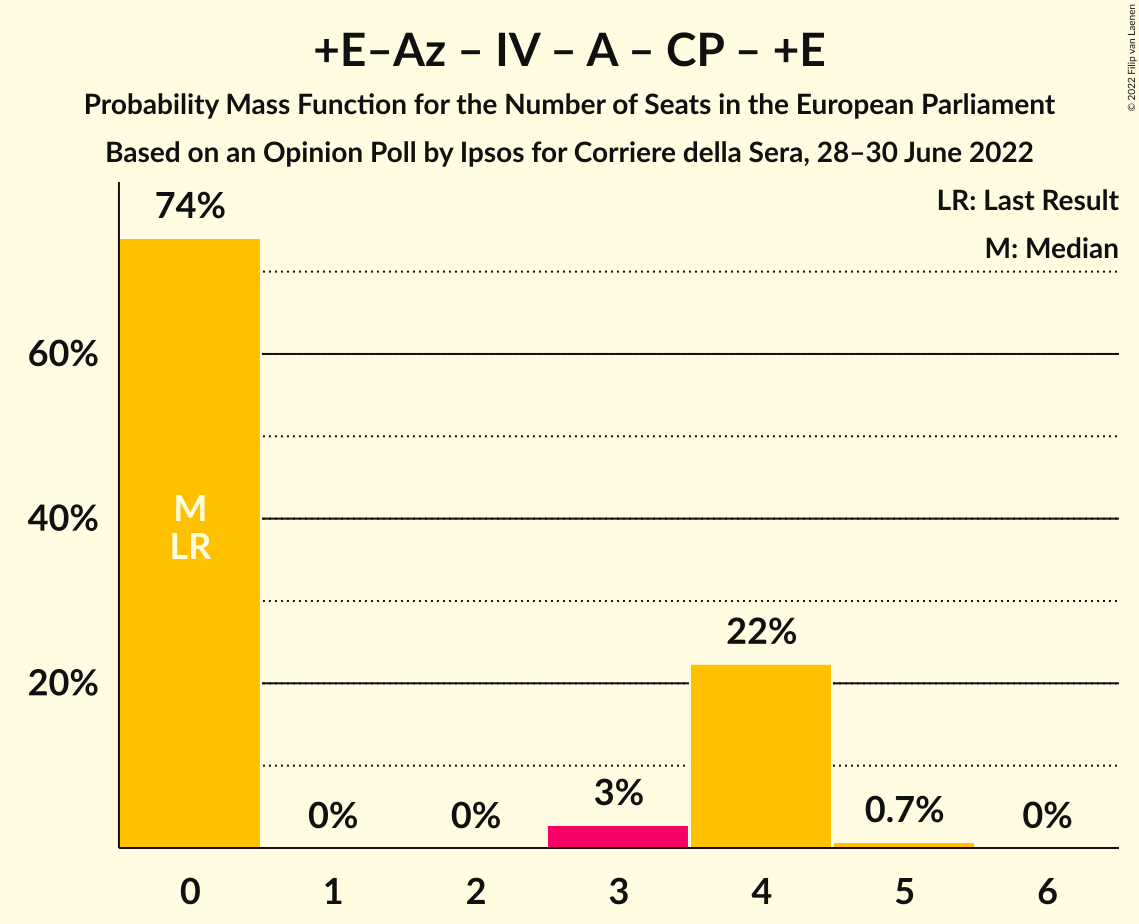 +E–Az – IV – A – CP – +E
Probability Mass Function for the Number of Seats in the European Parliament
Based on an Opinion Poll by Ipsos for Corriere della Sera, 28–30 June 2022
© 2022 Filip van Laenen
LR: Last Result
M: Median
74%
60%
40%
20%
M
LR
0%
0%
3%
22%
0.7%
0%
0
1
2
3
4
5
6